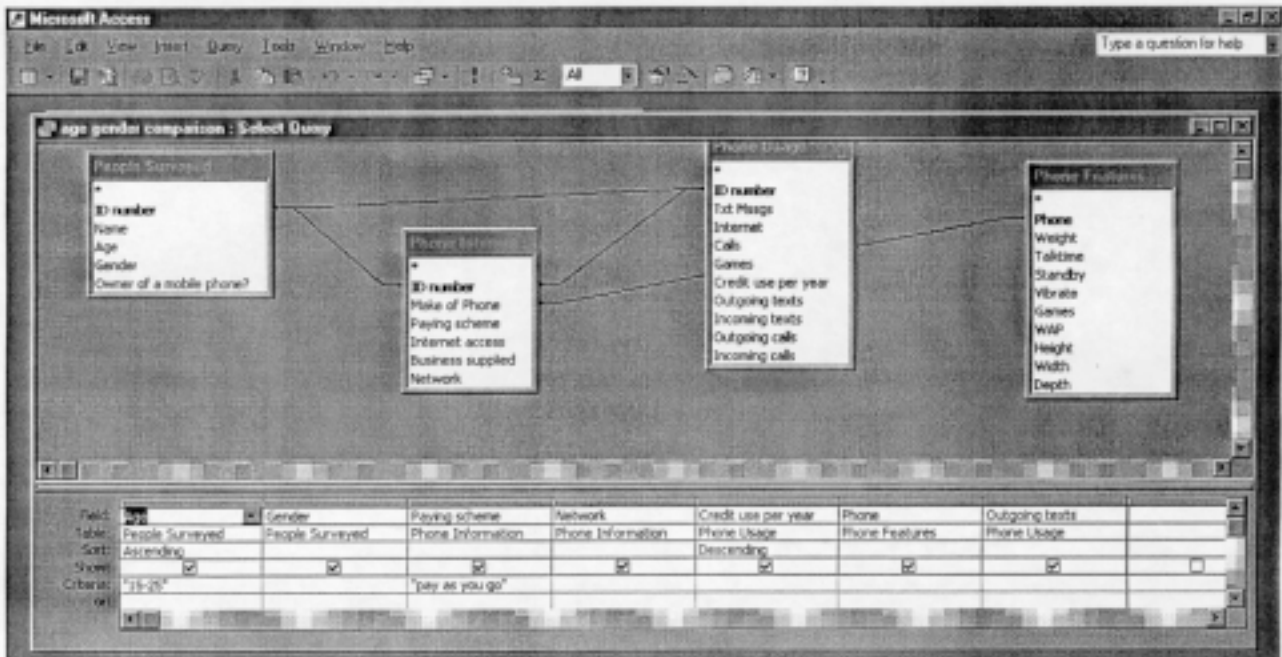 Microsoft Access
File Edit View Insert Query Tools Window Help
Type a question for help
All
age gender comparison : Select Query
People Surveyed
*
ID number
Name
Age
Gender
Owner of a mobile phone?
Phone
*
ID number
Make of Phone
Paying scheme
Internet access
Business supplied
Network
Phone Usage
*
ID number
Txt Mssgs
Internet
Calls
Games
Credit use per year
Outgoing texts
Incoming texts
Outgoing calls
Incoming calls
Phone Features
*
Phone
Weight
Talktime
Standby
Vibrate
Games
WAP
Height
Width
Depth
Field: Age Gender Paying scheme Network Credit use per year Phone Outgoing texts
Table: People Surveyed People Surveyed Phone Information Phone Information Phone Usage Phone Features Phone Usage
Sort: Ascending Descending
Show:
Criteria: "15-25" "pay as you go"
or: